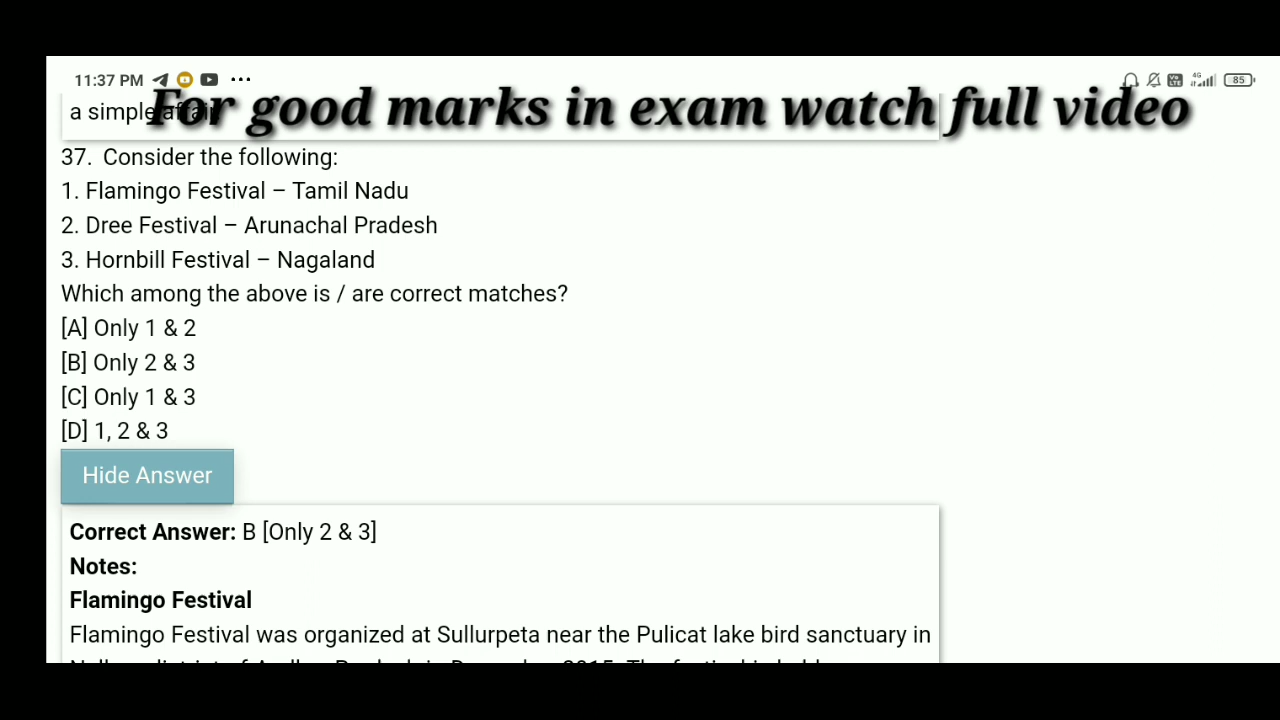 11:37 PM
4G
85
For good marks in exam watch full video
a simple affair.
37. Consider the following:
1. Flamingo Festival – Tamil Nadu
2. Dree Festival – Arunachal Pradesh
3. Hornbill Festival – Nagaland
Which among the above is / are correct matches?
[A] Only 1 & 2
[B] Only 2 & 3
[C] Only 1 & 3
[D] 1, 2 & 3
Hide Answer
Correct Answer: B [Only 2 & 3]
Notes:
Flamingo Festival
Flamingo Festival was organized at Sullurpeta near the Pulicat lake bird sanctuary in